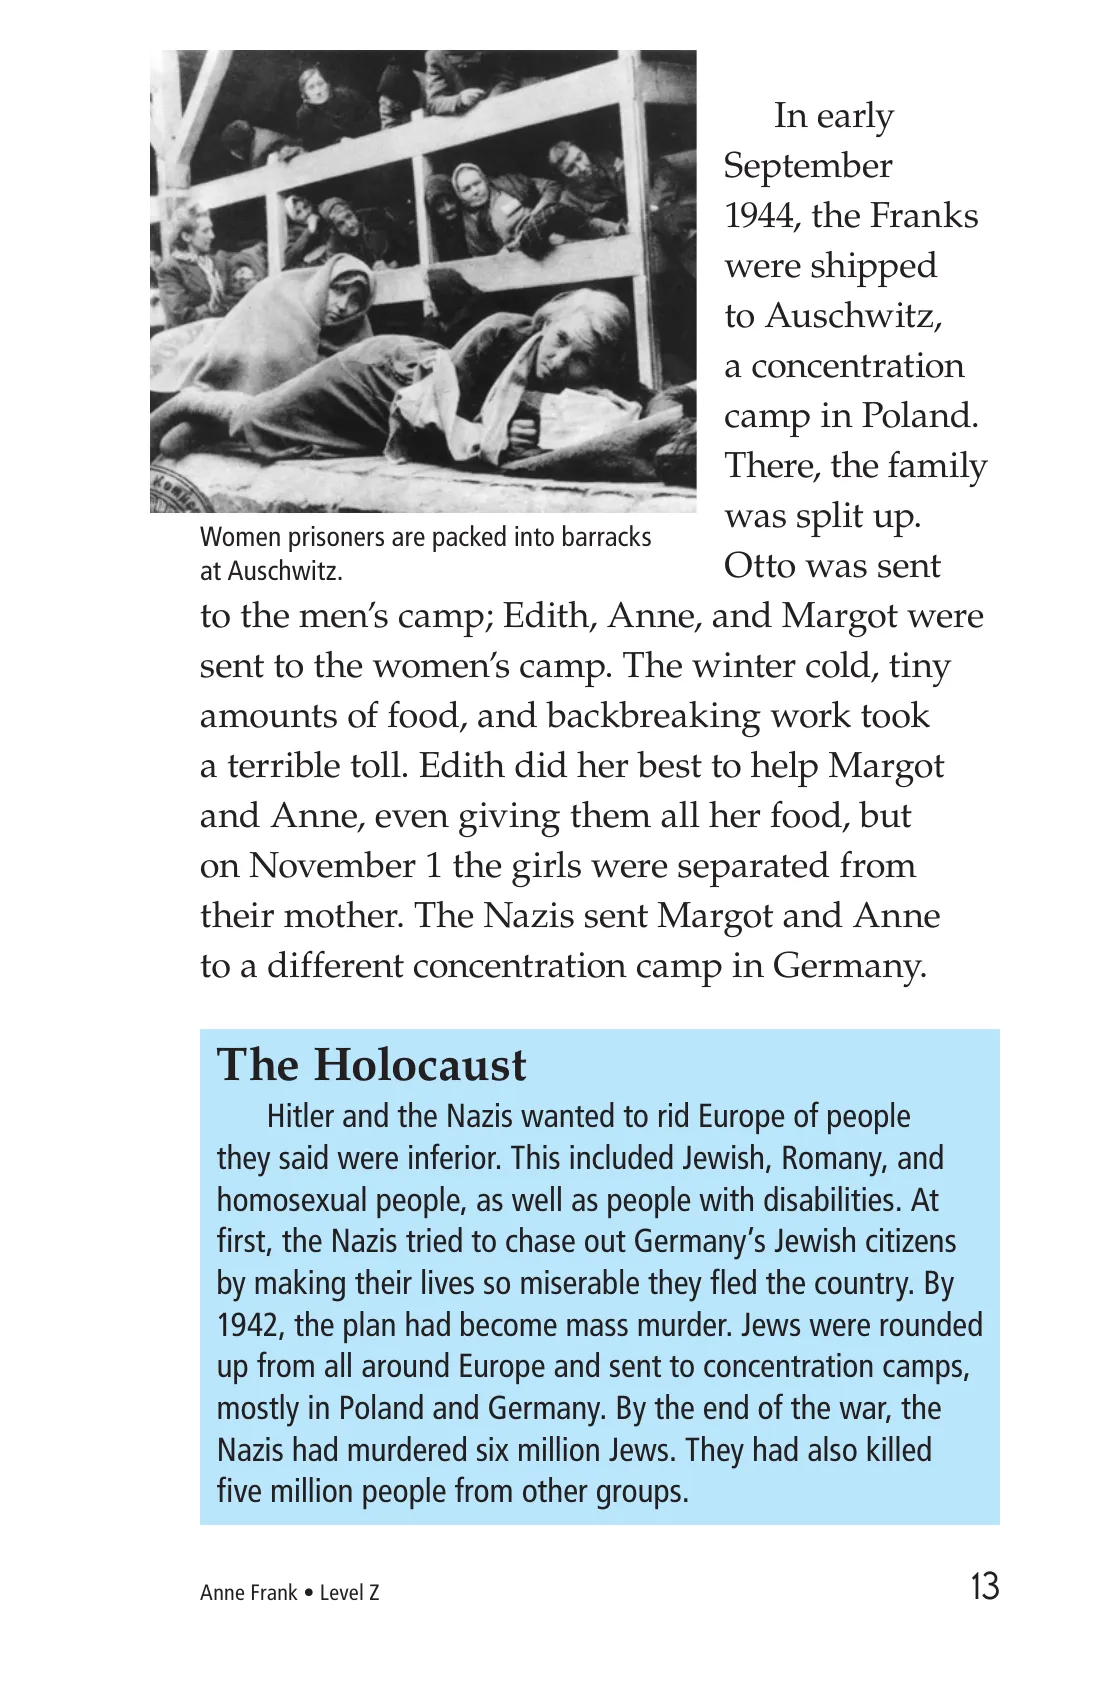 In early
September
1944, the Franks
were shipped
to Auschwitz,
a concentration
camp in Poland.
There, the family
was split up.
Otto was sent
Women prisoners are packed into barracks
at Auschwitz.
to the men’s camp; Edith, Anne, and Margot were
sent to the women’s camp. The winter cold, tiny
amounts of food, and backbreaking work took
a terrible toll. Edith did her best to help Margot
and Anne, even giving them all her food, but
on November 1 the girls were separated from
their mother. The Nazis sent Margot and Anne
to a different concentration camp in Germany.
The Holocaust
Hitler and the Nazis wanted to rid Europe of people
they said were inferior. This included Jewish, Romany, and
homosexual people, as well as people with disabilities. At
first, the Nazis tried to chase out Germany’s Jewish citizens
by making their lives so miserable they fled the country. By
1942, the plan had become mass murder. Jews were rounded
up from all around Europe and sent to concentration camps,
mostly in Poland and Germany. By the end of the war, the
Nazis had murdered six million Jews. They had also killed
five million people from other groups.
Anne Frank • Level Z
13